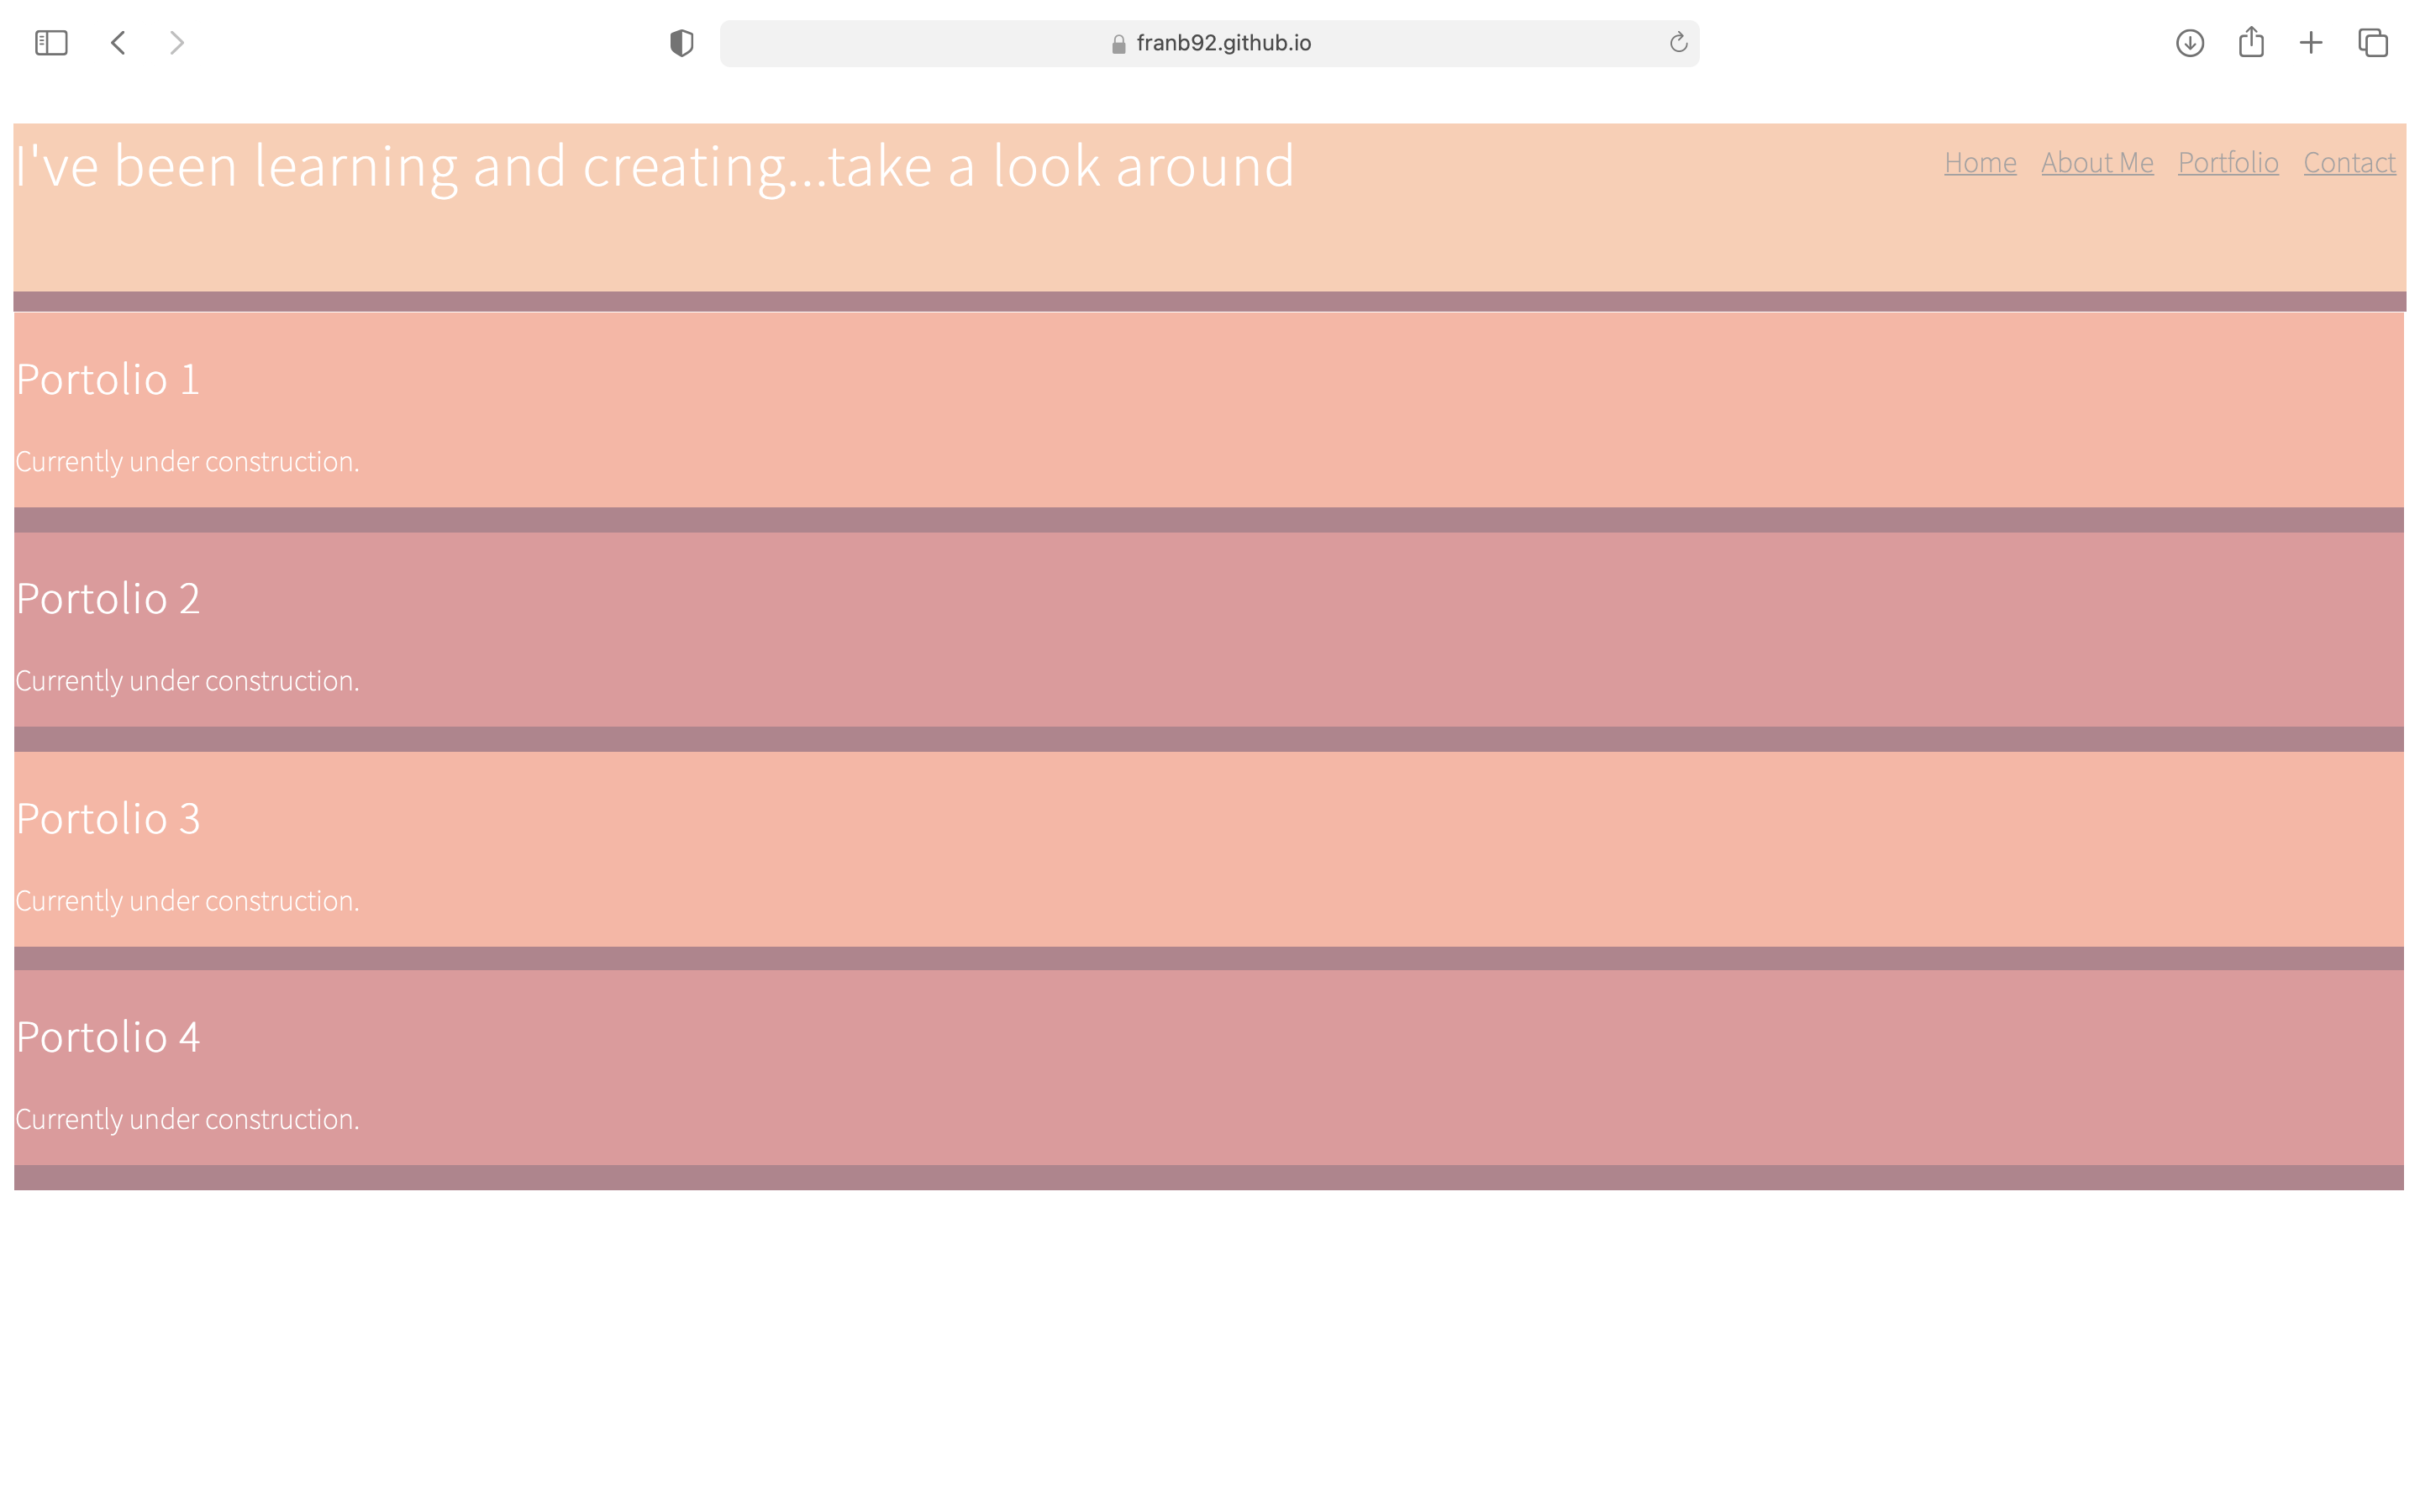 franb92.github.io
I've been learning and creating...take a look around
Home About Me Portfolio Contact
Portolio 1
Currently under construction.
Portolio 2
Currently under construction.
Portolio 3
Currently under construction.
Portolio 4
Currently under construction.